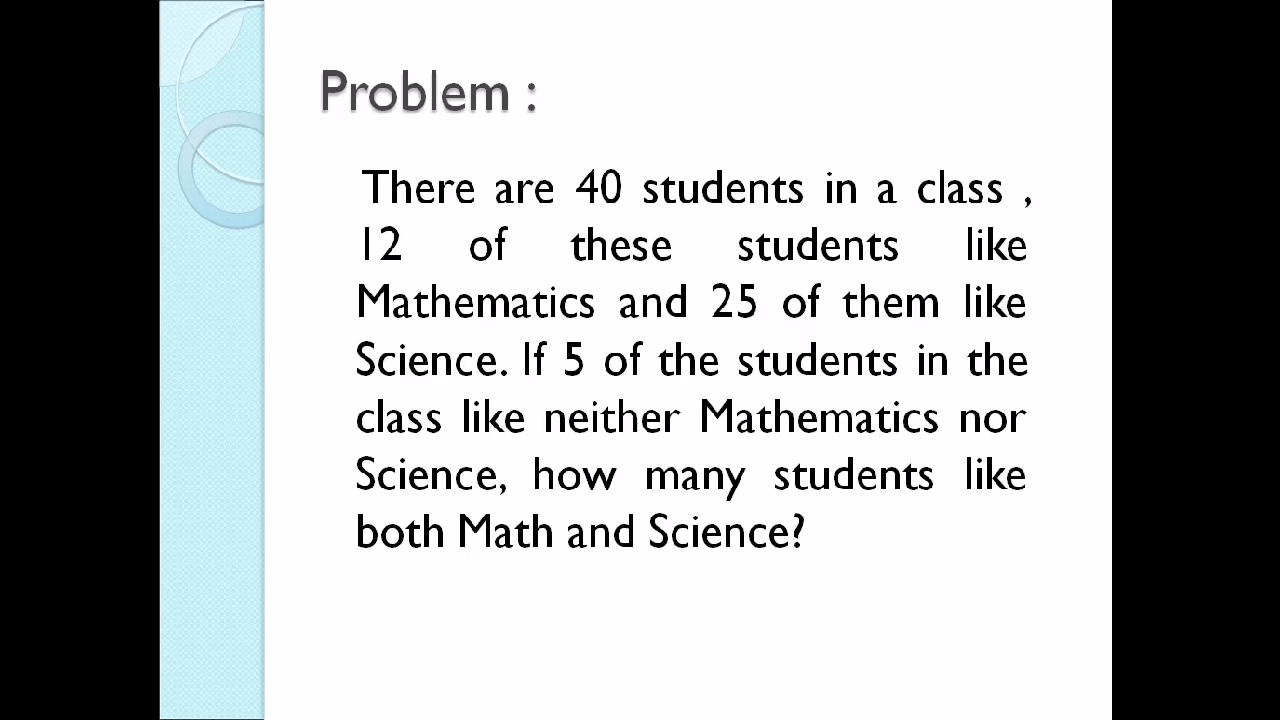 Problem :
There are 40 students in a class ,
12 of these students like
Mathematics and 25 of them like
Science. If 5 of the students in the
class like neither Mathematics nor
Science, how many students like
both Math and Science?